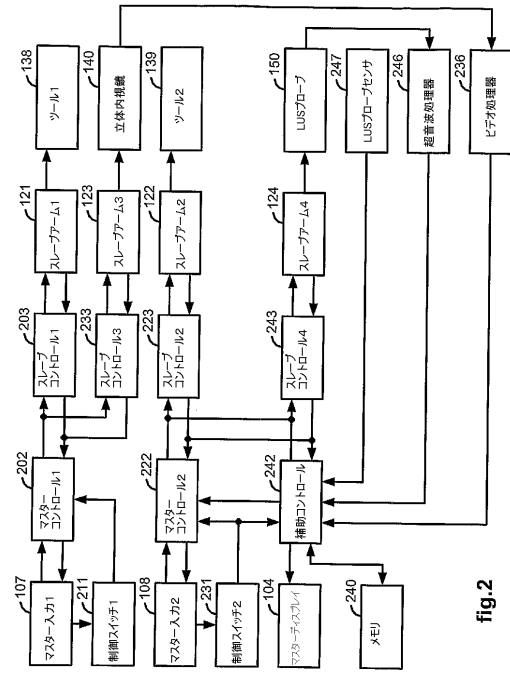 107
マスター入力1
211
制御スイッチ1
202
マスター
コントロール1
203
スレーブ
コントロール1
121
スレーブアーム1
138
ツール1
233
スレーブ
コントロール3
123
スレーブアーム3
140
立体内視鏡
108
マスター入力2
231
制御スイッチ2
222
マスター
コントロール2
223
スレーブ
コントロール2
122
スレーブアーム2
139
ツール2
104
マスターディスプレイ
240
メモリ
242
補助コントロール
243
スレーブ
コントロール4
124
スレーブアーム4
150
LUSプローブ
247
LUSプローブセンサ
246
超音波処理器
236
ビデオ処理器
fig.2